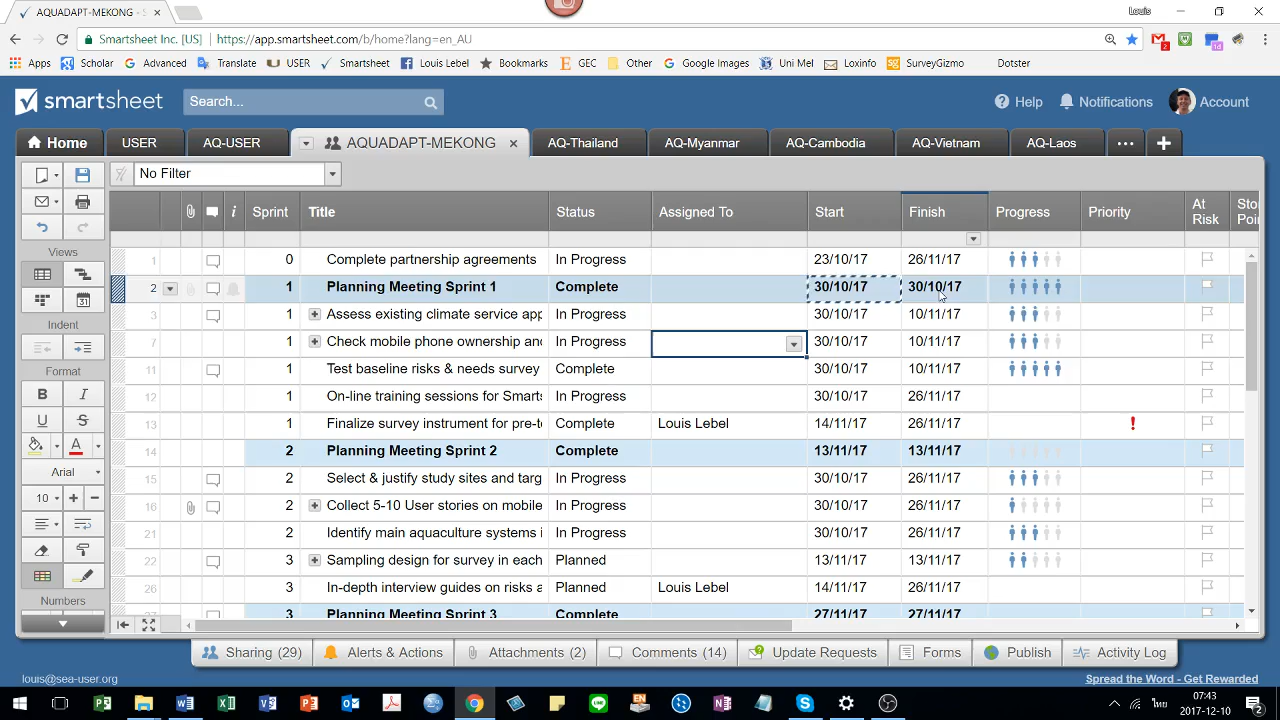 AQUADAPT-MEKONG - S
Louis
Smartsheet Inc. [US] https://app.smartsheet.com/b/home?lang=en_AU
Apps Scholar Advanced Translate USER Smartsheet Louis Lebel Bookmarks GEC Other Google Images Uni Mel Loxinfo SurveyGizmo Dotster
smartsheet Search... Help Notifications Account
Home USER AQ-USER AQUADAPT-MEKONG AQ-Thailand AQ-Myanmar AQ-Cambodia AQ-Vietnam AQ-Laos
No Filter
Sprint Title Status Assigned To Start Finish Progress Priority At Risk Sto Poin
1 0 Complete partnership agreements In Progress 23/10/17 26/11/17
2 1 Planning Meeting Sprint 1 Complete 30/10/17 30/10/17
3 1 Assess existing climate service app In Progress 30/10/17 10/11/17
7 1 Check mobile phone ownership and In Progress 30/10/17 10/11/17
11 1 Test baseline risks & needs survey Complete 30/10/17 10/11/17
12 1 On-line training sessions for Smarts In Progress 30/10/17 26/11/17
13 1 Finalize survey instrument for pre-t Complete Louis Lebel 14/11/17 26/11/17 !
14 2 Planning Meeting Sprint 2 Complete 13/11/17 13/11/17
15 2 Select & justify study sites and targ In Progress 30/10/17 26/11/17
16 2 Collect 5-10 User stories on mobile In Progress 30/10/17 26/11/17
21 2 Identify main aquaculture systems i In Progress 30/10/17 26/11/17
22 3 Sampling design for survey in each Planned 13/11/17 13/11/17
26 3 In-depth interview guides on risks a Planned Louis Lebel 14/11/17 26/11/17
27 3 Planning Meeting Sprint 3 Complete 27/11/17 27/11/17
Views
Indent
Format
B I
U S
A
Arial
10
Numbers
Sharing (29) Alerts & Actions Attachments (2) Comments (14) Update Requests Forms Publish Activity Log
louis@sea-user.org Spread the Word - Get Rewarded
ไทย 07:43
2017-12-10